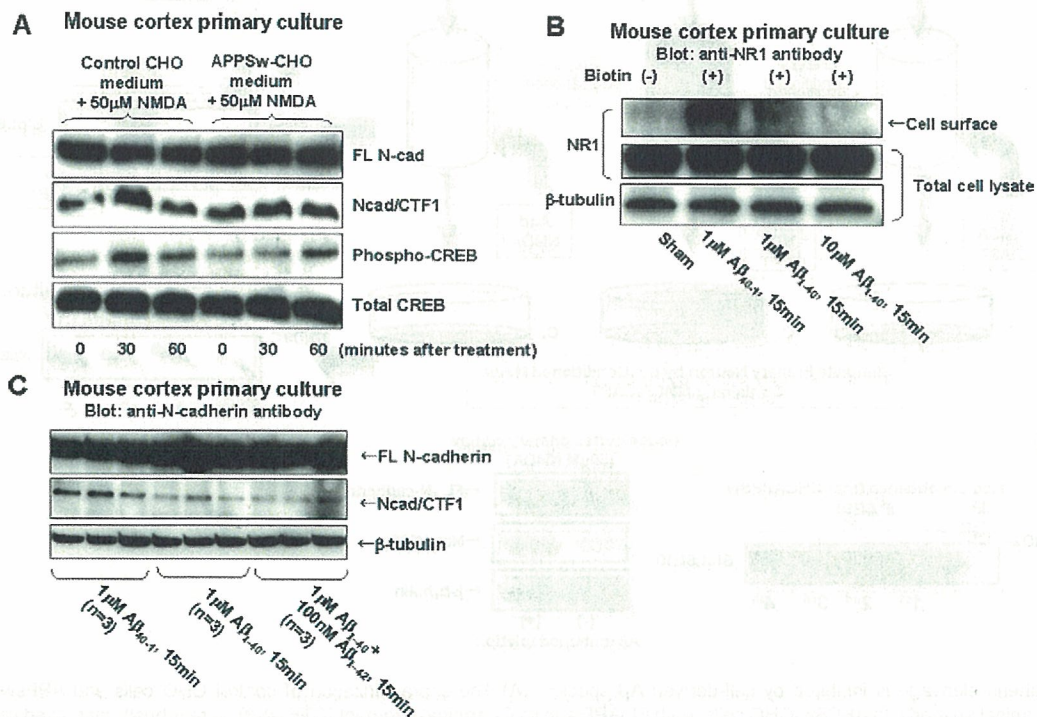 A Mouse cortex primary culture
Control CHO medium + 50µM NMDA
APPSw-CHO medium + 50µM NMDA
FL N-cad
Ncad/CTF1
Phospho-CREB
Total CREB
0 30 60 0 30 60 (minutes after treatment)
B Mouse cortex primary culture
Blot: anti-NR1 antibody
Biotin (-) (+) (+) (+)
NR1
←Cell surface
Total cell lysate
β-tubulin
Sham
1µM Aβ40-1, 15min
1µM Aβ1-40, 15min
10µM Aβ1-40, 15min
C Mouse cortex primary culture
Blot: anti-N-cadherin antibody
←FL N-cadherin
←Ncad/CTF1
←β-tubulin
1µM Aβ40-1, 15min
(n=3)
1µM Aβ1-40, 15min
(n=3)
1µM Aβ1-40+
100nM Aβ1-42, 15min
(n=3)